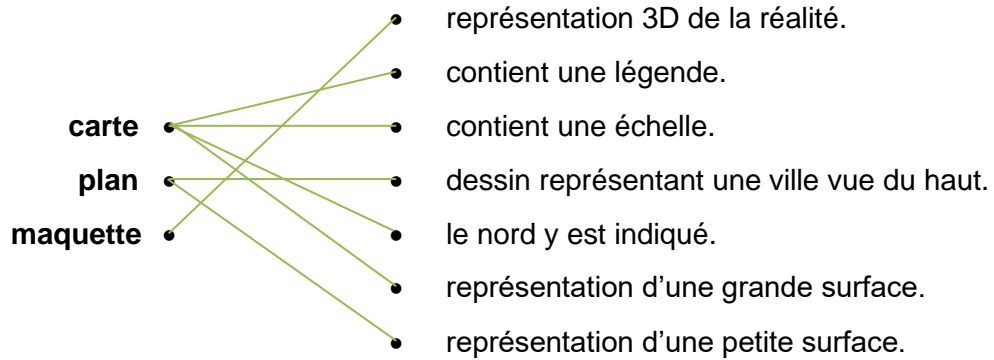 représentation 3D de la réalité.
contient une légende.
carte contient une échelle.
plan dessin représentant une ville vue du haut.
maquette le nord y est indiqué.
représentation d’une grande surface.
représentation d’une petite surface.